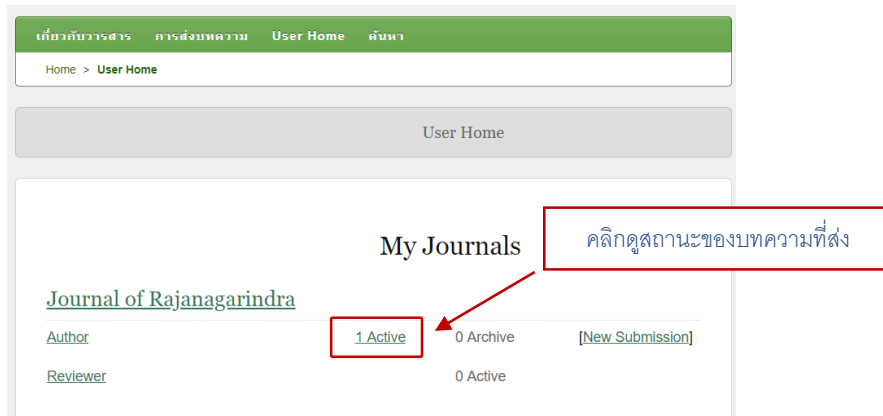 เกี่ยวกับวารสาร การส่งบทความ User Home ค้นหา
Home > User Home
User Home
My Journals
คลิกดูสถานะของบทความที่ส่ง
Journal of Rajanagarindra
Author 1 Active 0 Archive [New Submission]
Reviewer 0 Active